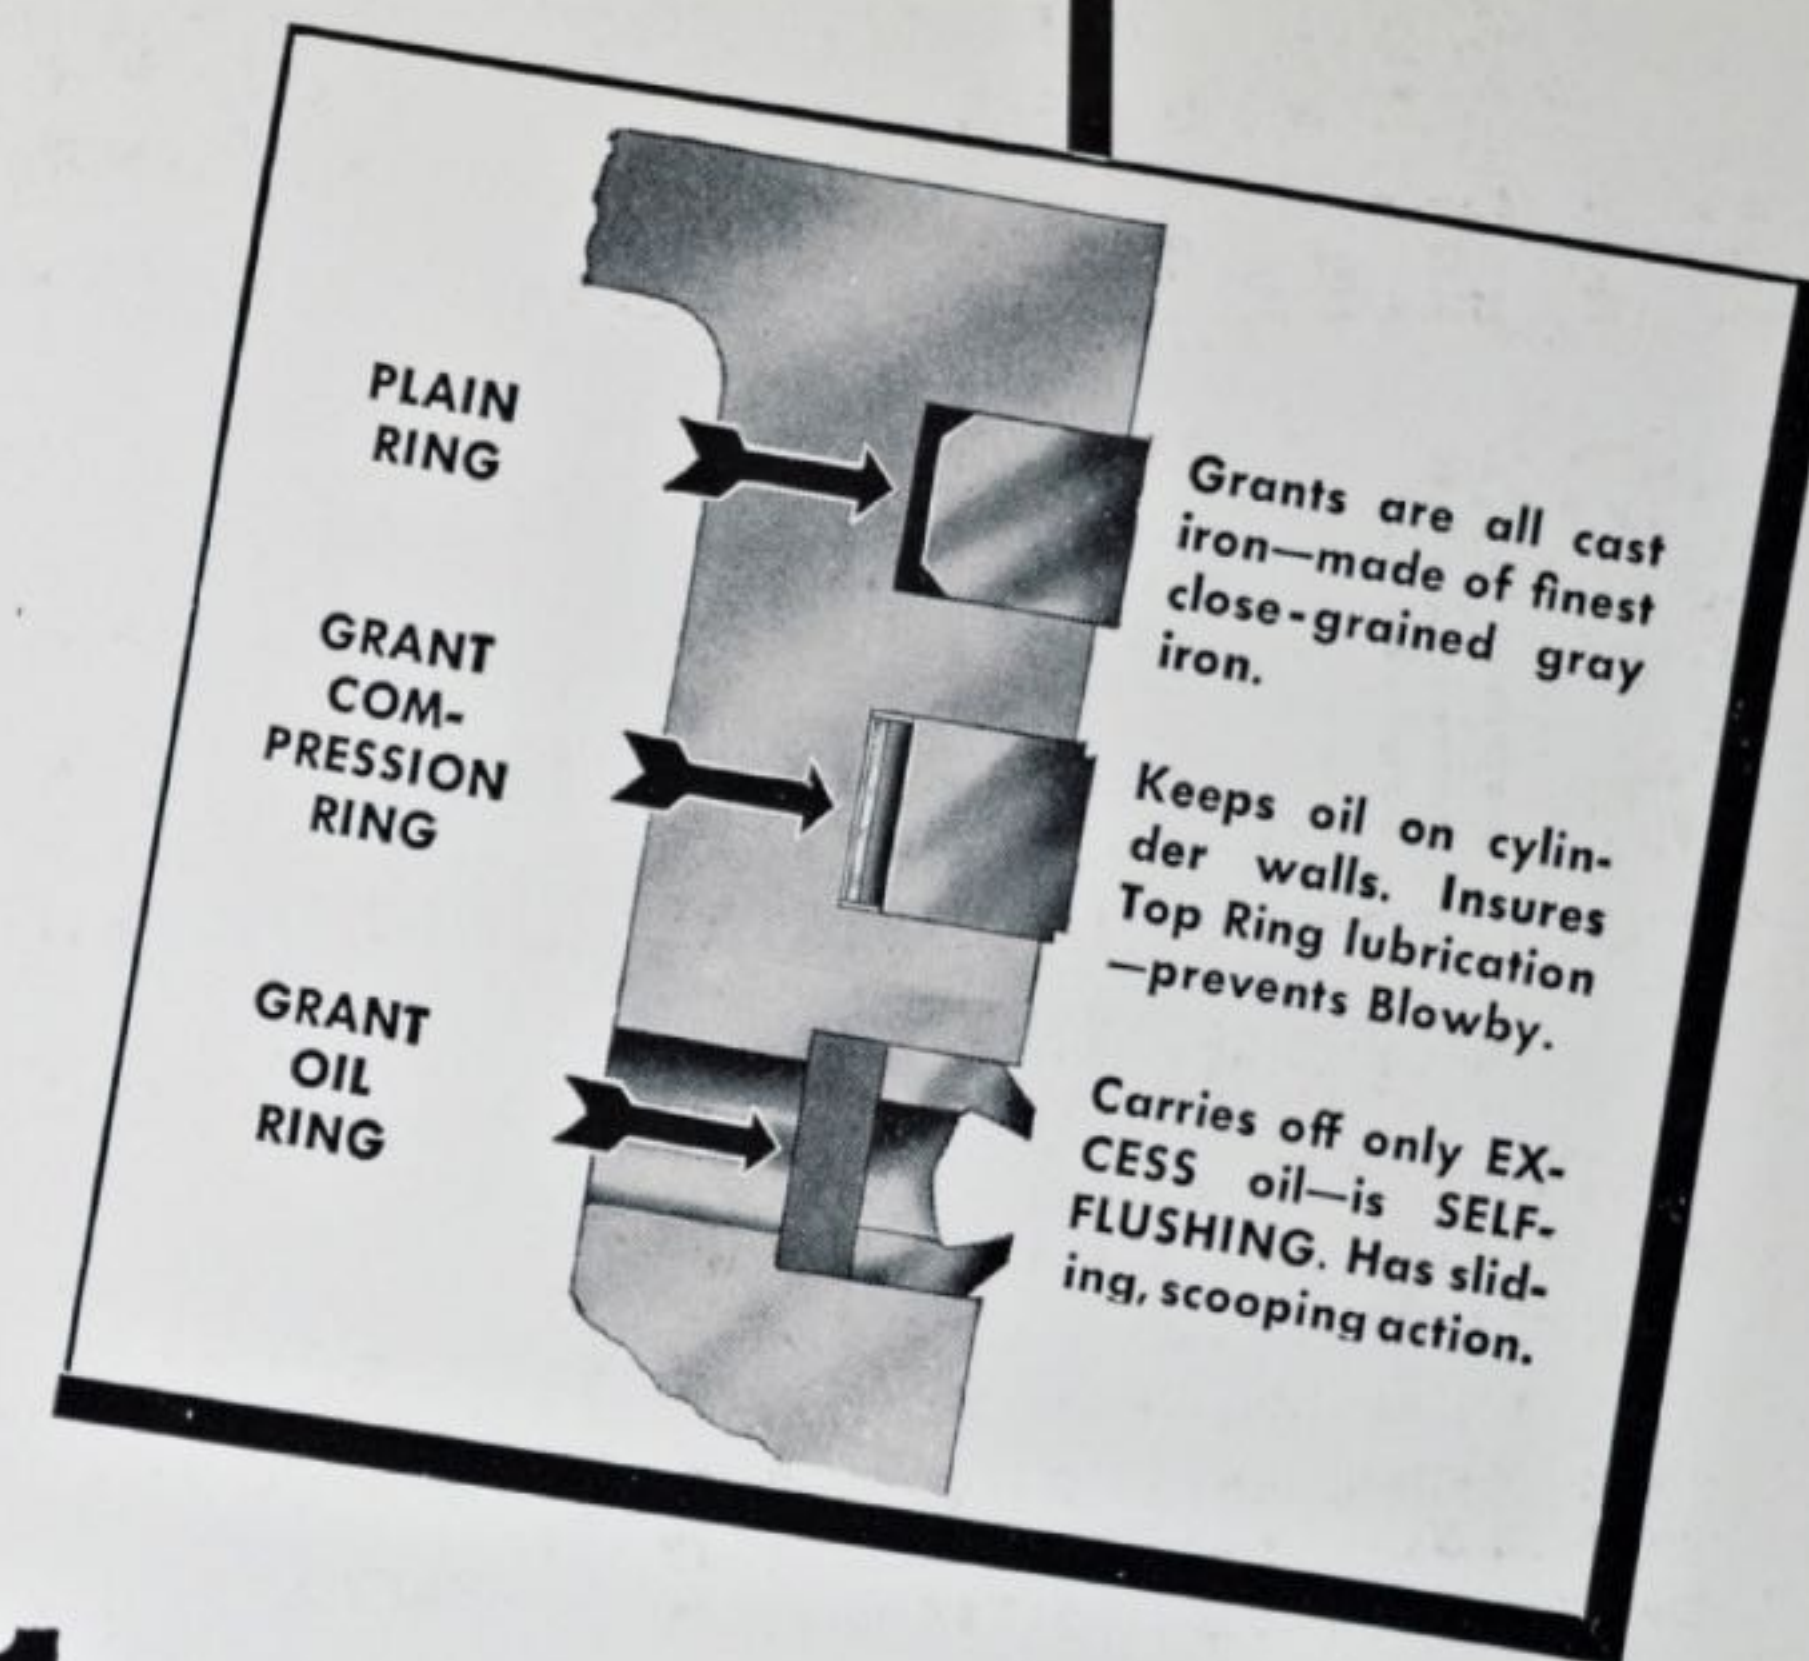 PLAIN
RING
Grants are all cast
iron—made of finest
close-grained gray
iron.
GRANT
COM-
PRESSION
RING
Keeps oil on cylin-
der walls. Insures
Top Ring lubrication
—prevents Blowby.
GRANT
OIL
RING
Carries off only EX-
CESS oil—is SELF-
FLUSHING. Has slid-
ing, scooping action.